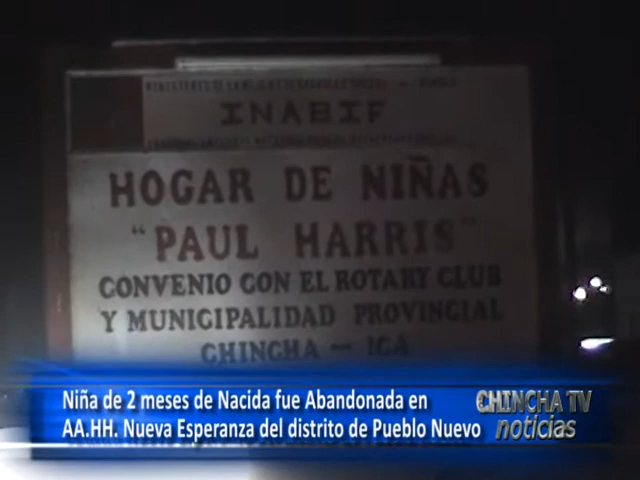 INABIF
HOGAR DE NIÑAS
"PAUL HARRIS"
CONVENIO CON EL ROTARY CLUB
Y MUNICIPALIDAD PROVINCIAL
CHINCHA - ICA
Niña de 2 meses de Nacida fue Abandonada en
AA.HH. Nueva Esperanza del distrito de Pueblo Nuevo
CHINCHA TV
noticias